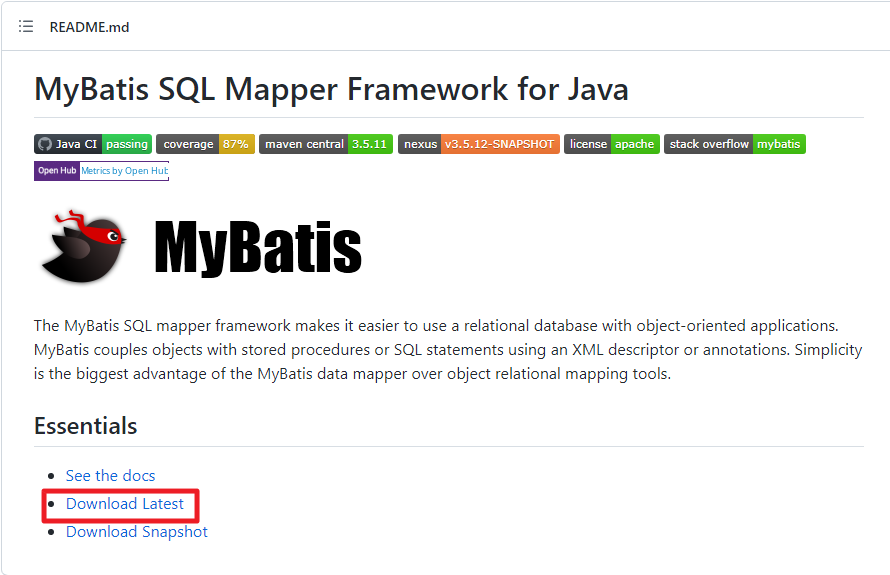 README.md
MyBatis SQL Mapper Framework for Java
Java CI passing coverage 87% maven central 3.5.11 nexus v3.5.12-SNAPSHOT license apache stack overflow mybatis
Open Hub Metrics by Open Hub
MyBatis
The MyBatis SQL mapper framework makes it easier to use a relational database with object-oriented applications.
MyBatis couples objects with stored procedures or SQL statements using an XML descriptor or annotations. Simplicity
is the biggest advantage of the MyBatis data mapper over object relational mapping tools.
Essentials
See the docs
Download Latest
Download Snapshot